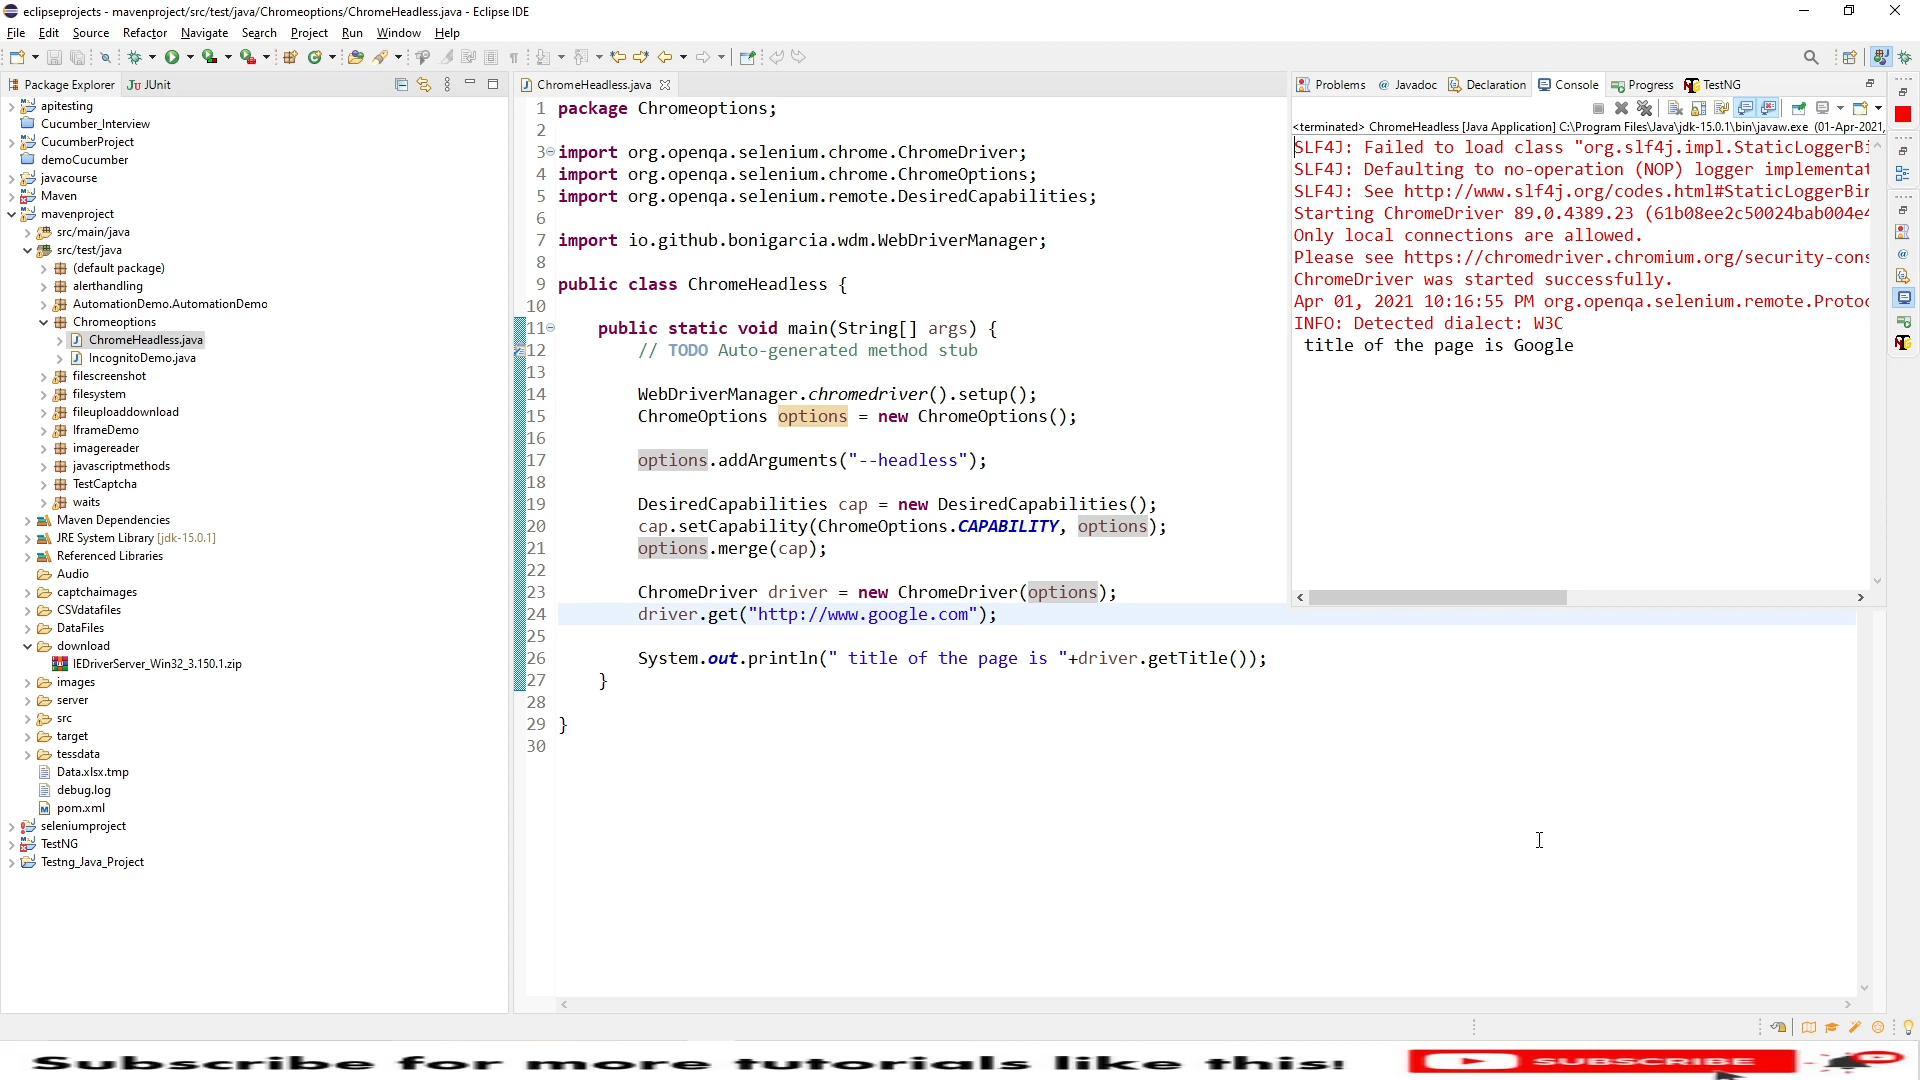 eclipseprojects - mavenproject/src/test/java/Chromeoptions/ChromeHeadless.java - Eclipse IDE
File Edit Source Refactor Navigate Search Project Run Window Help
Package Explorer JUnit
apitesting
Cucumber_Interview
CucumberProject
demoCucumber
javacourse
Maven
mavenproject
src/main/java
src/test/java
(default package)
alerthandling
AutomationDemo.AutomationDemo
Chromeoptions
ChromeHeadless.java
IncognitoDemo.java
filescreenshot
filesystem
fileuploaddownload
IframeDemo
imagereader
javascriptmethods
TestCaptcha
waits
Maven Dependencies
JRE System Library [jdk-15.0.1]
Referenced Libraries
Audio
captchaimages
CSVdatafiles
DataFiles
download
IEDriverServer_Win32_3.150.1.zip
images
server
src
target
tessdata
Data.xlsx.tmp
debug.log
pom.xml
seleniumproject
TestNG
Testng_Java_Project
ChromeHeadless.java
1 package Chromeoptions;
2
3 import org.openqa.selenium.chrome.ChromeDriver;
4 import org.openqa.selenium.chrome.ChromeOptions;
5 import org.openqa.selenium.remote.DesiredCapabilities;
6
7 import io.github.bonigarcia.wdm.WebDriverManager;
8
9 public class ChromeHeadless {
10
11 public static void main(String[] args) {
12 // TODO Auto-generated method stub
13
14 WebDriverManager.chromedriver().setup();
15 ChromeOptions options = new ChromeOptions();
16
17 options.addArguments("--headless");
18
19 DesiredCapabilities cap = new DesiredCapabilities();
20 cap.setCapability(ChromeOptions.CAPABILITY, options);
21 options.merge(cap);
22
23 ChromeDriver driver = new ChromeDriver(options);
24 driver.get("http://www.google.com");
25
26 System.out.println(" title of the page is "+driver.getTitle());
27 }
28
29 }
30
Problems Javadoc Declaration Console Progress TestNG
<terminated> ChromeHeadless [Java Application] C:\Program Files\Java\jdk-15.0.1\bin\javaw.exe (01-Apr-2021,
SLF4J: Failed to load class "org.slf4j.impl.StaticLoggerBi
SLF4J: Defaulting to no-operation (NOP) logger implementat
SLF4J: See http://www.slf4j.org/codes.html#StaticLoggerBin
Starting ChromeDriver 89.0.4389.23 (61b08ee2c50024bab004e4
Only local connections are allowed.
Please see https://chromedriver.chromium.org/security-cons
ChromeDriver was started successfully.
Apr 01, 2021 10:16:55 PM org.openqa.selenium.remote.Protoc
INFO: Detected dialect: W3C
title of the page is Google
Subscribe for more tutorials like this!
SUBSCRIBE